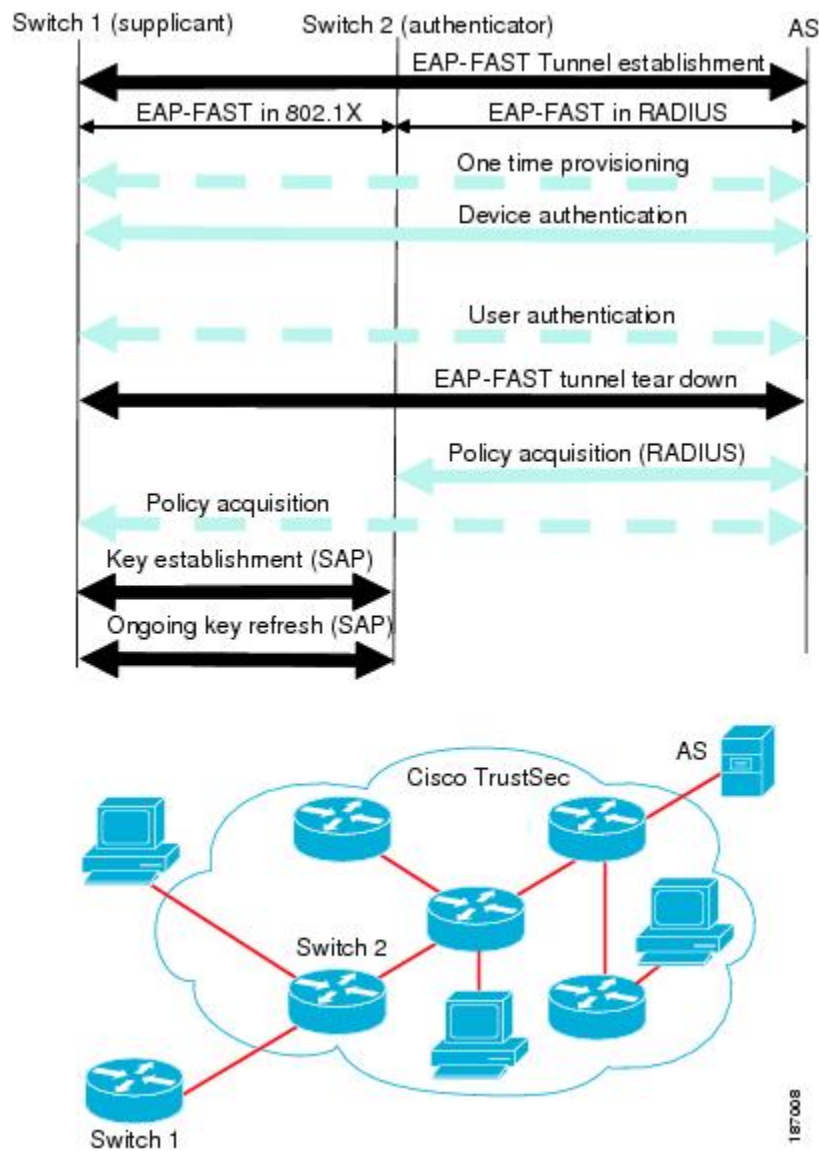 Switch 1 (supplicant) Switch 2 (authenticator) AS
EAP-FAST Tunnel establishment
EAP-FAST in 802.1X EAP-FAST in RADIUS
One time provisioning
Device authentication
User authentication
EAP-FAST tunnel tear down
Policy acquisition (RADIUS)
Policy acquisition
Key establishment (SAP)
Ongoing key refresh (SAP)
AS
Cisco TrustSec
Switch 2
Switch 1
187008